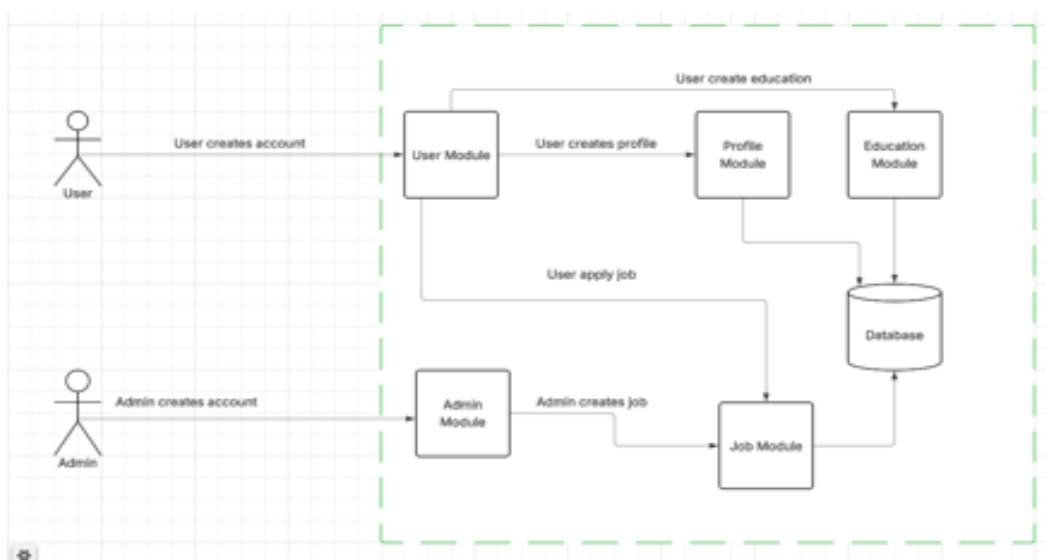 User create education
User creates account
User Module
User creates profile
Profile
Module
Education
Module
User
User apply job
Database
Admin creates account
Admin
Module
Admin creates job
Job Module
Admin